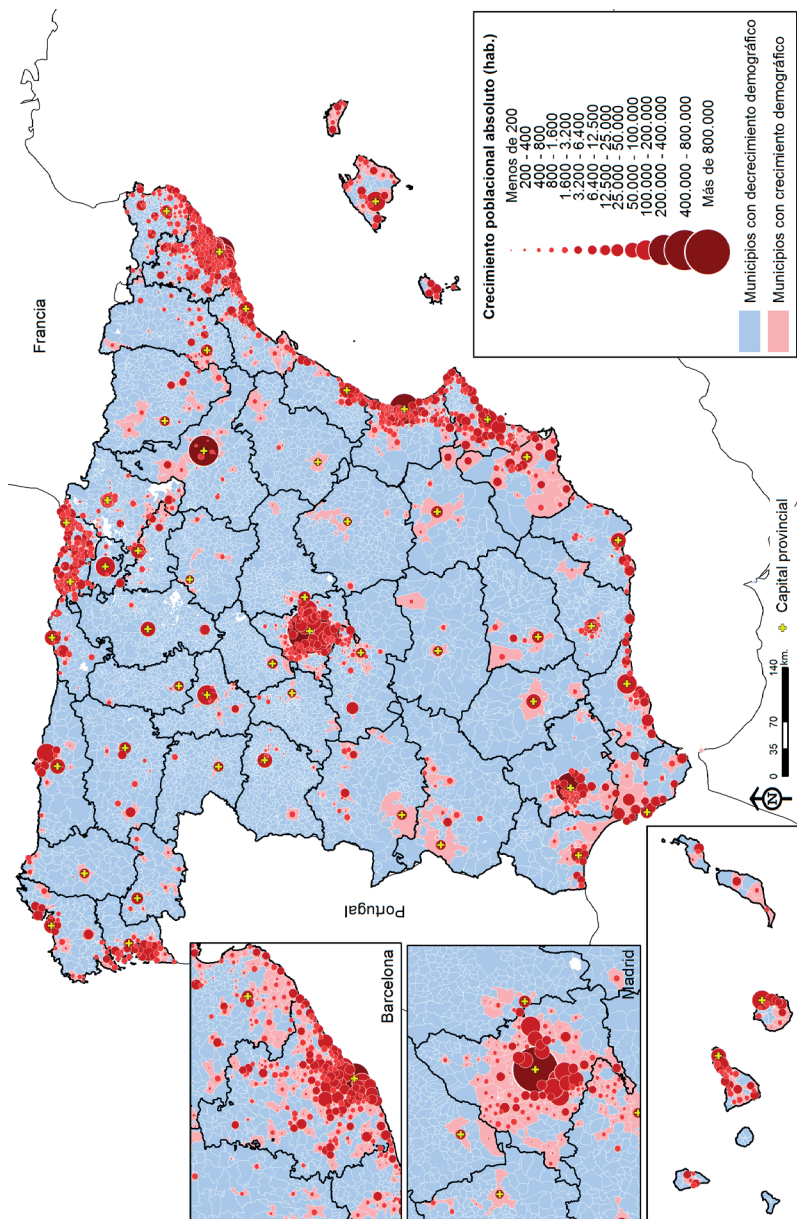 Francia
Portugal
Barcelona
Madrid
Crecimiento poblacional absoluto (hab.)
Menos de 200
200 - 400
400 - 800
800 - 1.600
1.600 - 3.200
3.200 - 6.400
6.400 - 12.500
12.500 - 25.000
25.000 - 50.000
50.000 - 100.000
100.000 - 200.000
200.000 - 400.000
400.000 - 800.000
Más de 800.000
Municipios con decrecimiento demográfico
Municipios con crecimiento demográfico
N
0 35 70 140
km.
Capital provincial